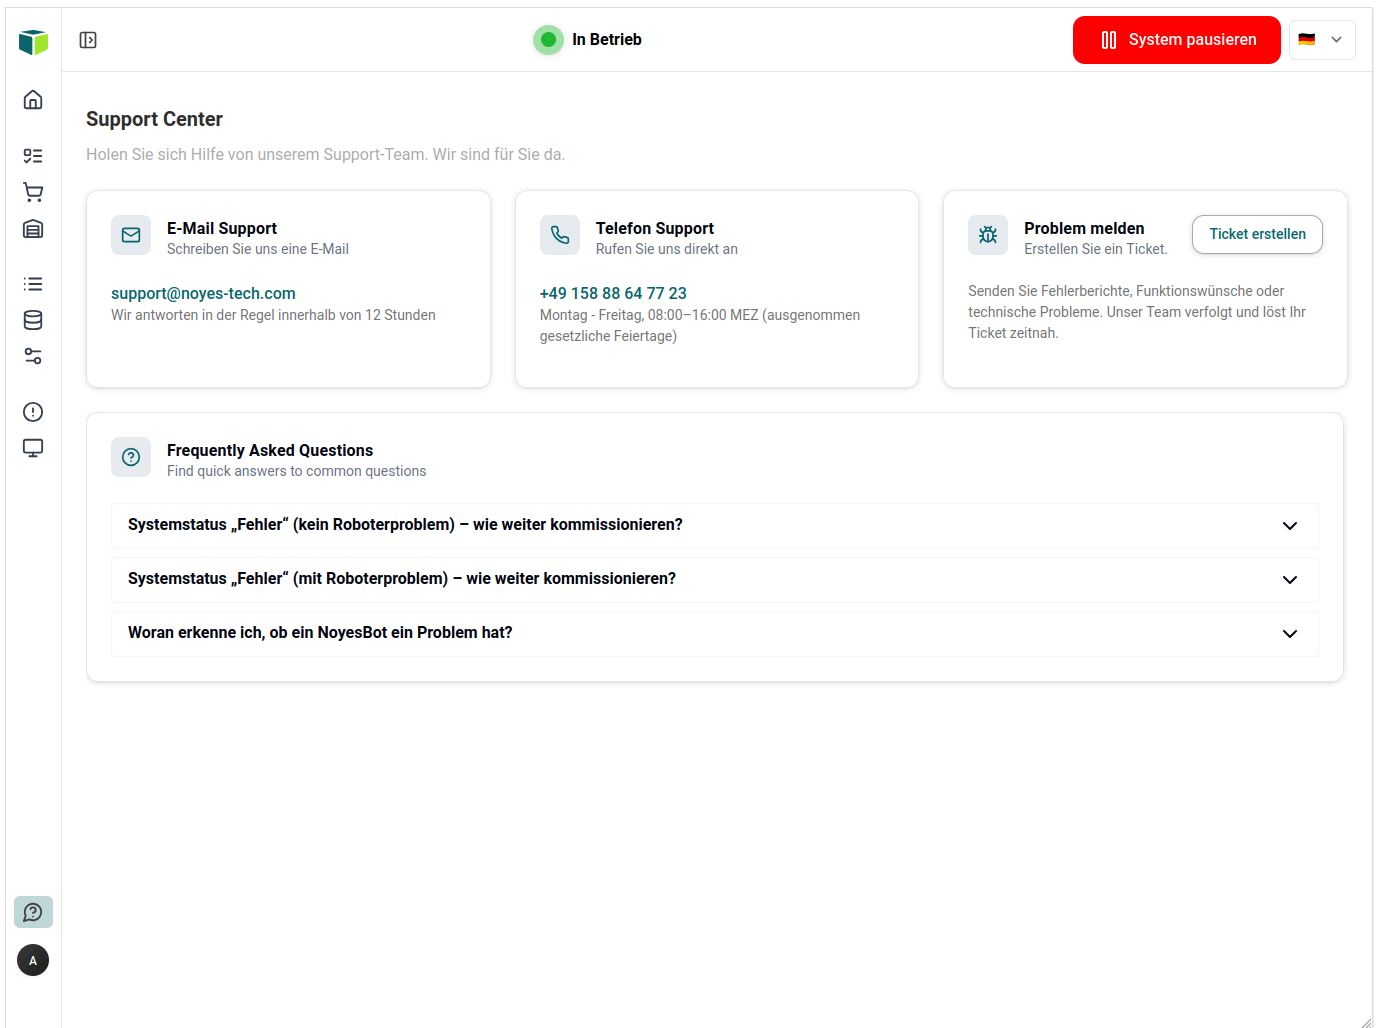 In Betrieb
System pausieren
Support Center
Holen Sie sich Hilfe von unserem Support-Team. Wir sind für Sie da.
E-Mail Support
Schreiben Sie uns eine E-Mail
support@noyes-tech.com
Wir antworten in der Regel innerhalb von 12 Stunden
Telefon Support
Rufen Sie uns direkt an
+49 158 88 64 77 23
Montag - Freitag, 08:00–16:00 MEZ (ausgenommen
gesetzliche Feiertage)
Problem melden
Erstellen Sie ein Ticket.
Ticket erstellen
Senden Sie Fehlerberichte, Funktionswünsche oder
technische Probleme. Unser Team verfolgt und löst Ihr
Ticket zeitnah.
Frequently Asked Questions
Find quick answers to common questions
Systemstatus „Fehler“ (kein Roboterproblem) – wie weiter kommissionieren?
Systemstatus „Fehler“ (mit Roboterproblem) – wie weiter kommissionieren?
Woran erkenne ich, ob ein NoyesBot ein Problem hat?
A